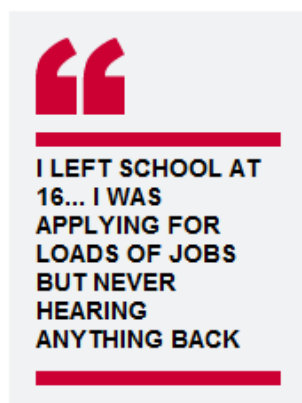 I LEFT SCHOOL AT
16... I WAS
APPLYING FOR
LOADS OF JOBS
BUT NEVER
HEARING
ANYTHING BACK